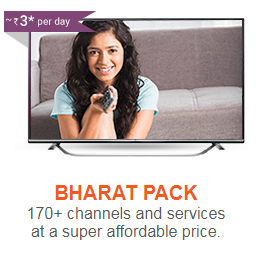 ~ ₹ 3* per day
BHARAT PACK
170+ channels and services
at a super affordable price.